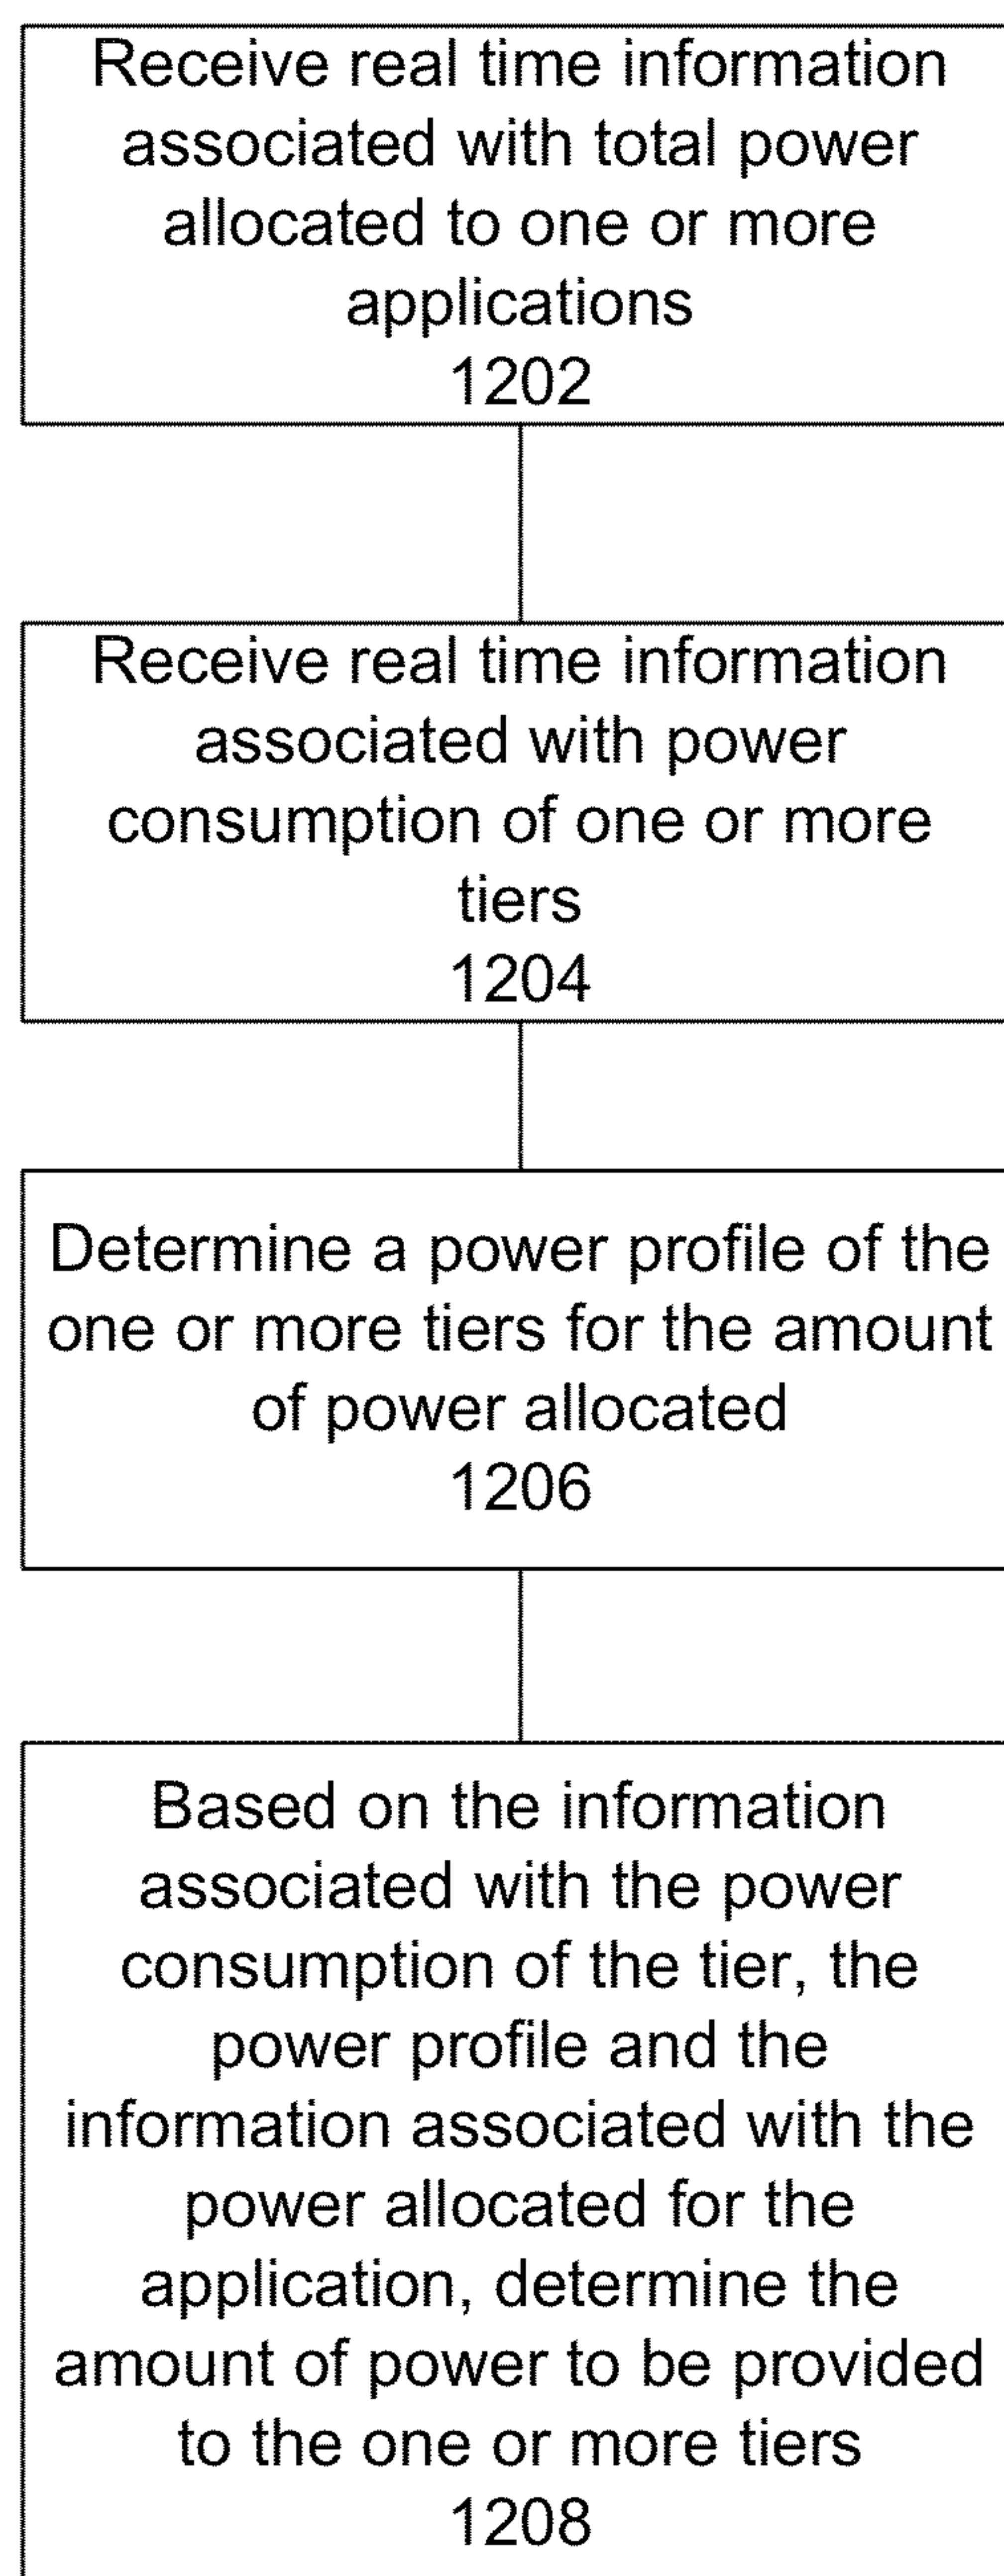 Receive real time information
associated with total power
allocated to one or more
applications
1202
Receive real time information
associated with power
consumption of one or more
tiers
1204
Determine a power profile of the
one or more tiers for the amount
of power allocated
1206
Based on the information
associated with the power
consumption of the tier, the
power profile and the
information associated with the
power allocated for the
application, determine the
amount of power to be provided
to the one or more tiers
1208